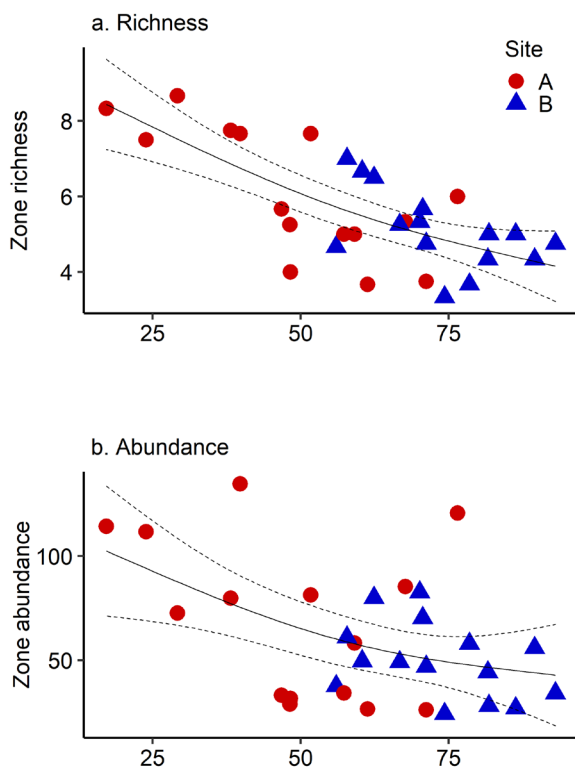 a. Richness
Site
A
B
Zone richness
8
6
4
25 50 75
b. Abundance
Zone abundance
100
50
25 50 75